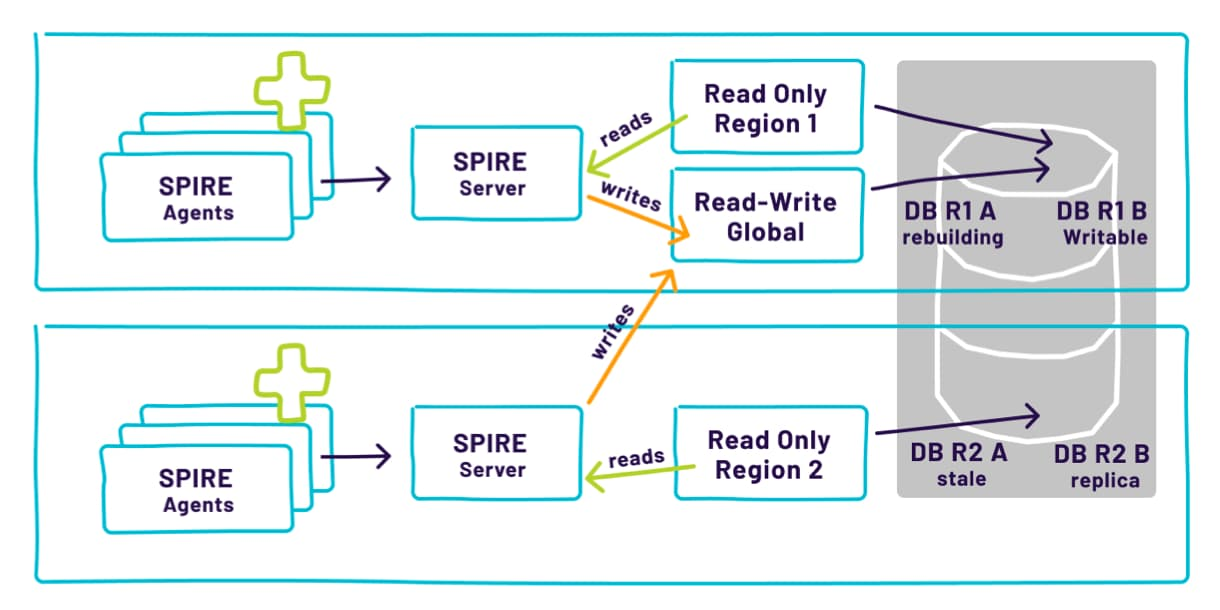 SPIRE
Agents
SPIRE
Server
reads
writes
Read Only
Region 1
Read-Write
Global
DB R1 A
rebuilding
DB R1 B
Writable
writes
SPIRE
Agents
SPIRE
Server
reads
Read Only
Region 2
DB R2 A
stale
DB R2 B
replica